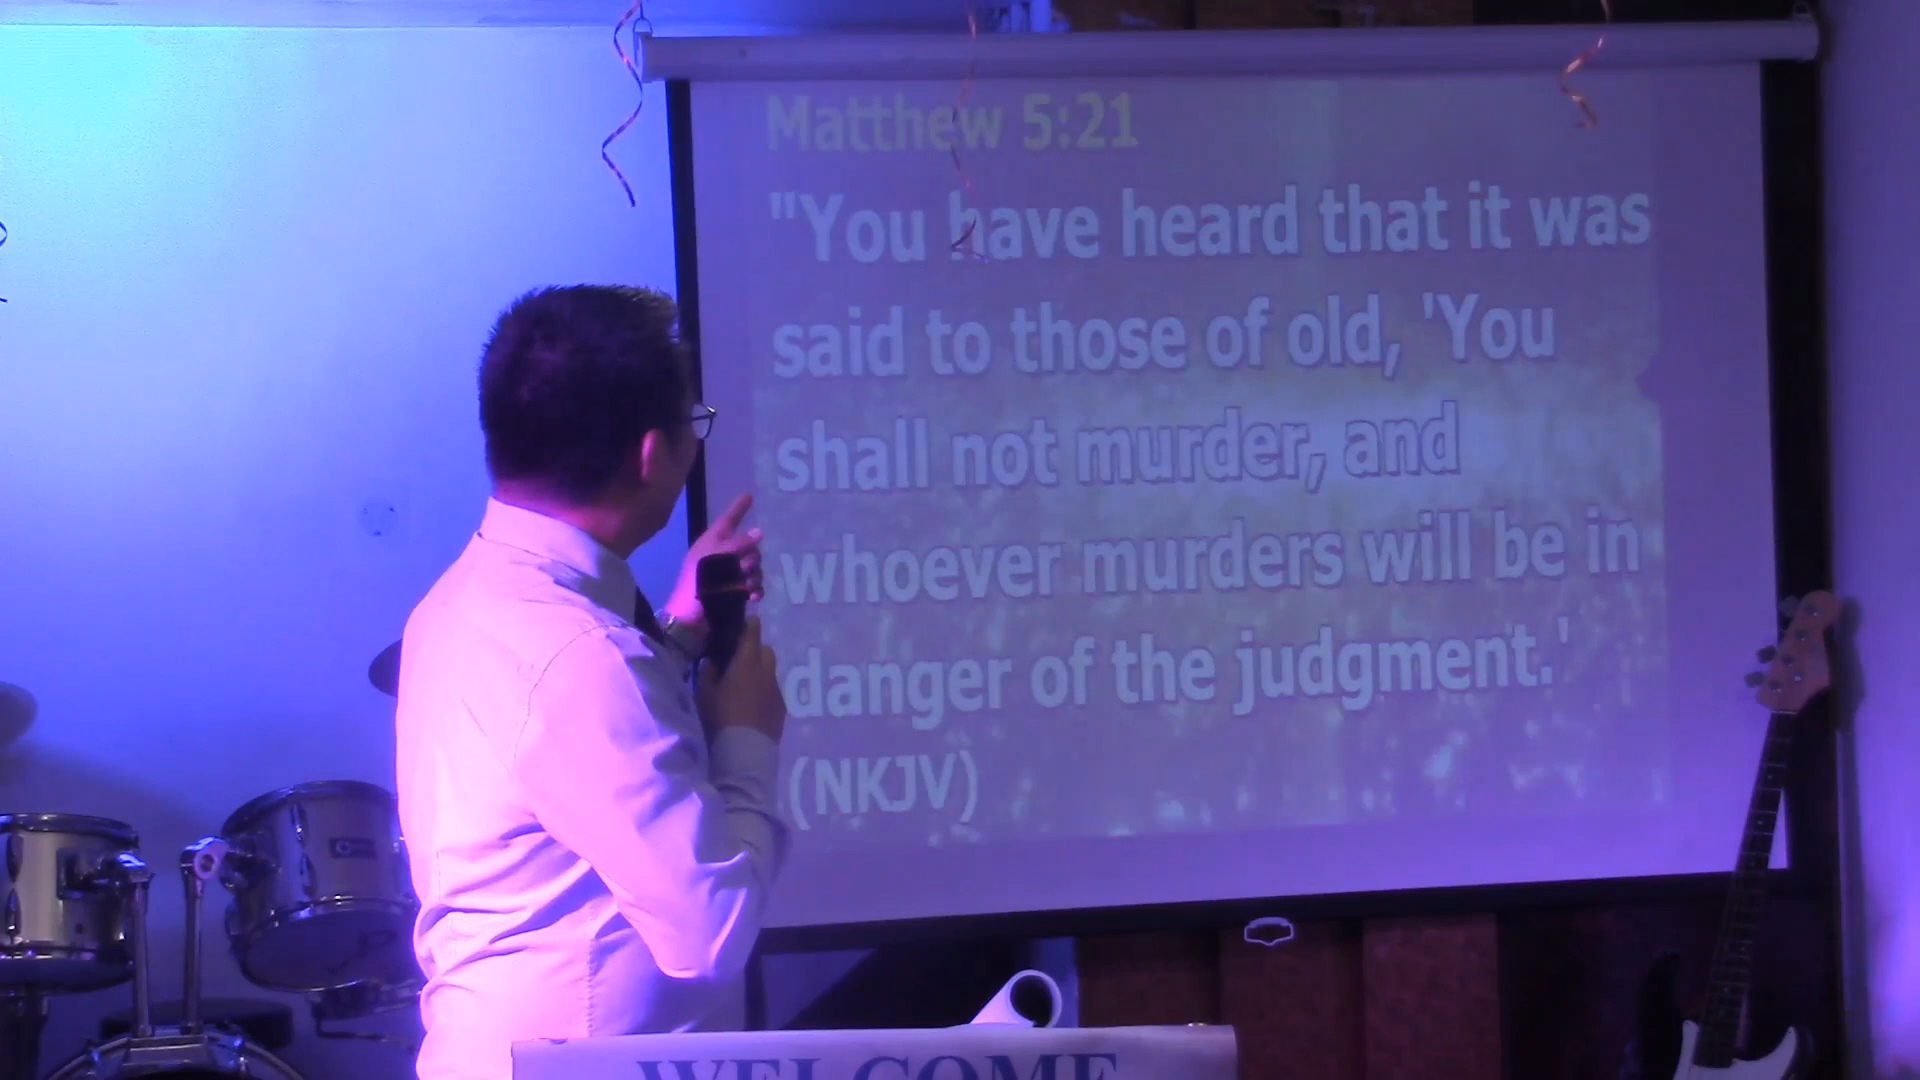 Matthew 5:21
"You have heard that it was
said to those of old, 'You
shall not murder, and
whoever murders will be in
danger of the judgment.'
(NKJV)
WELCOME